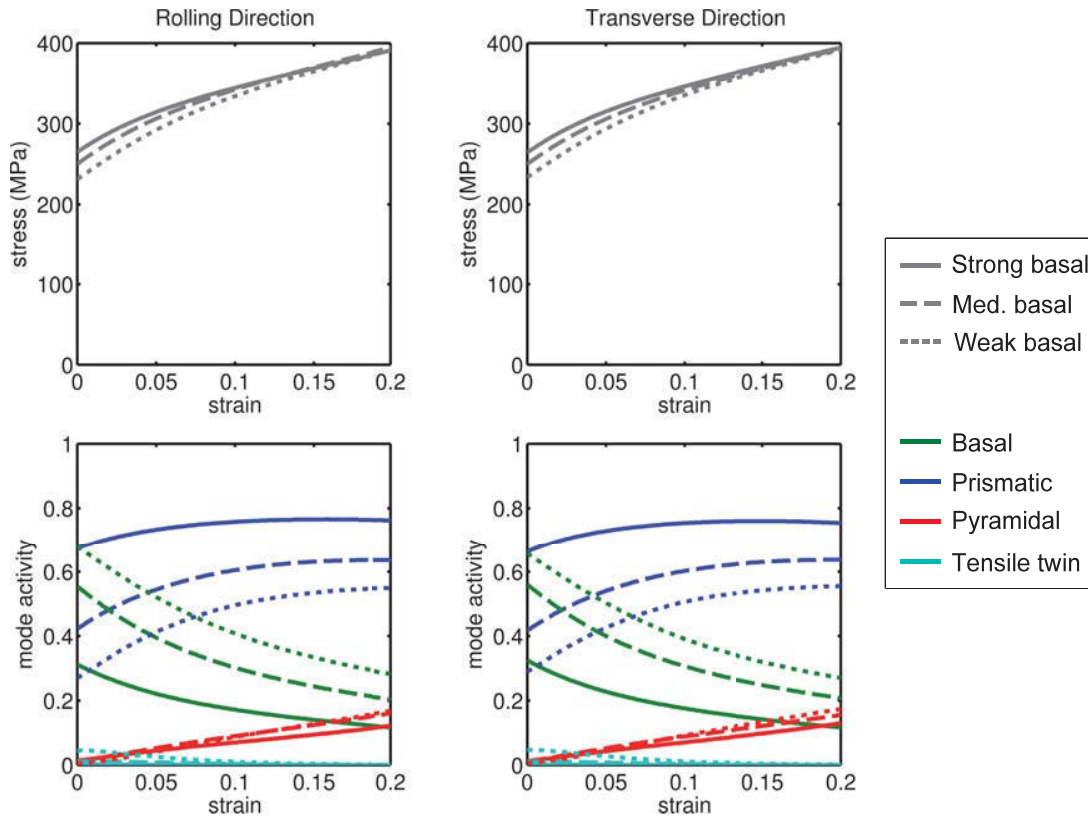 Rolling Direction
Transverse Direction
400
300
200
100
0
stress (MPa)
0 0.05 0.1 0.15 0.2
strain
400
300
200
100
0
stress (MPa)
0 0.05 0.1 0.15 0.2
strain
Strong basal
Med. basal
Weak basal
Basal
Prismatic
Pyramidal
Tensile twin
1
0.8
0.6
0.4
0.2
0
mode activity
0 0.05 0.1 0.15 0.2
strain
1
0.8
0.6
0.4
0.2
0
mode activity
0 0.05 0.1 0.15 0.2
strain